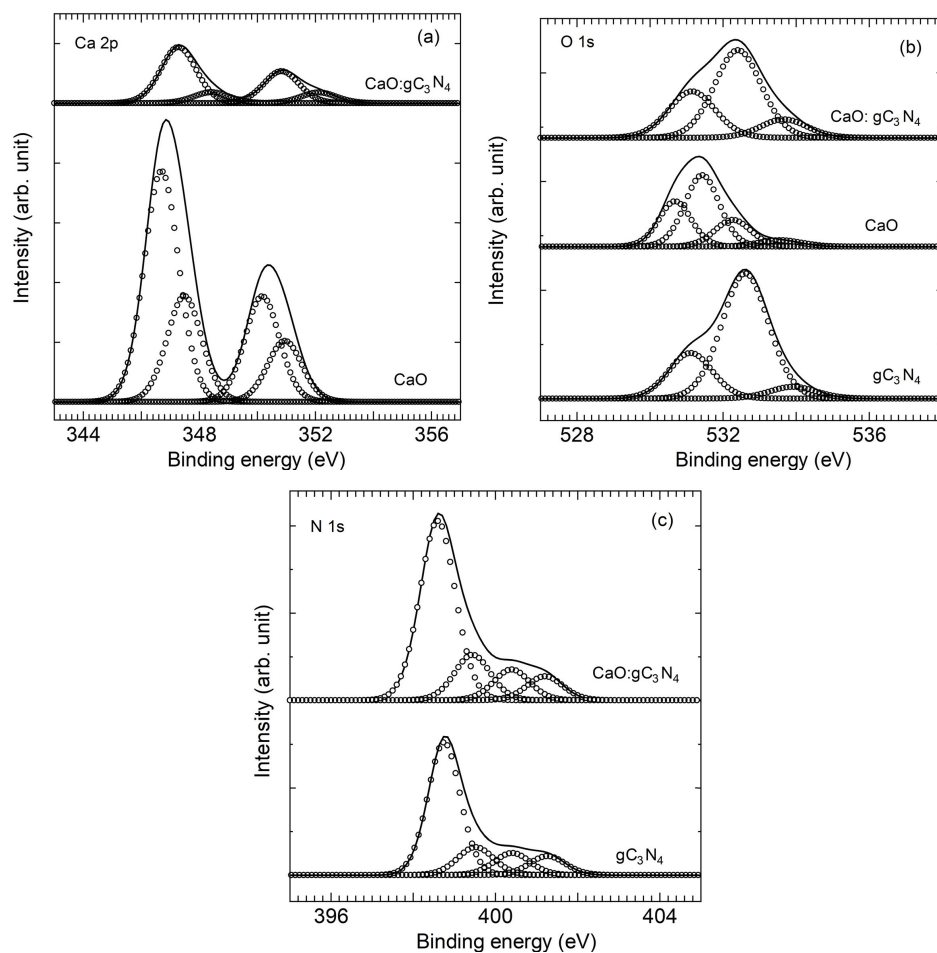 Ca 2p
(a)
CaO:gC₃N₄
CaO
Intensity (arb. unit)
344 348 352 356
Binding energy (eV)
O 1s
(b)
CaO: gC₃N₄
CaO
gC₃N₄
Intensity (arb. unit)
528 532 536
Binding energy (eV)
N 1s
(c)
CaO:gC₃N₄
gC₃N₄
Intensity (arb. unit)
396 400 404
Binding energy (eV)